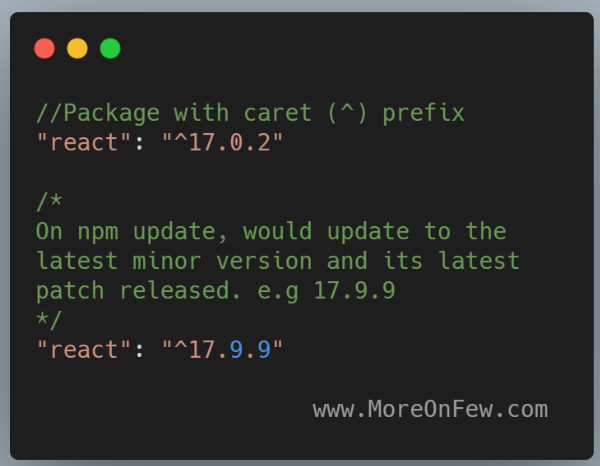 //Package with caret (^) prefix
"react": "^17.0.2"
/*
On npm update, would update to the
latest minor version and its latest
patch released. e.g 17.9.9
*/
"react": "^17.9.9"
www.MoreOnFew.com